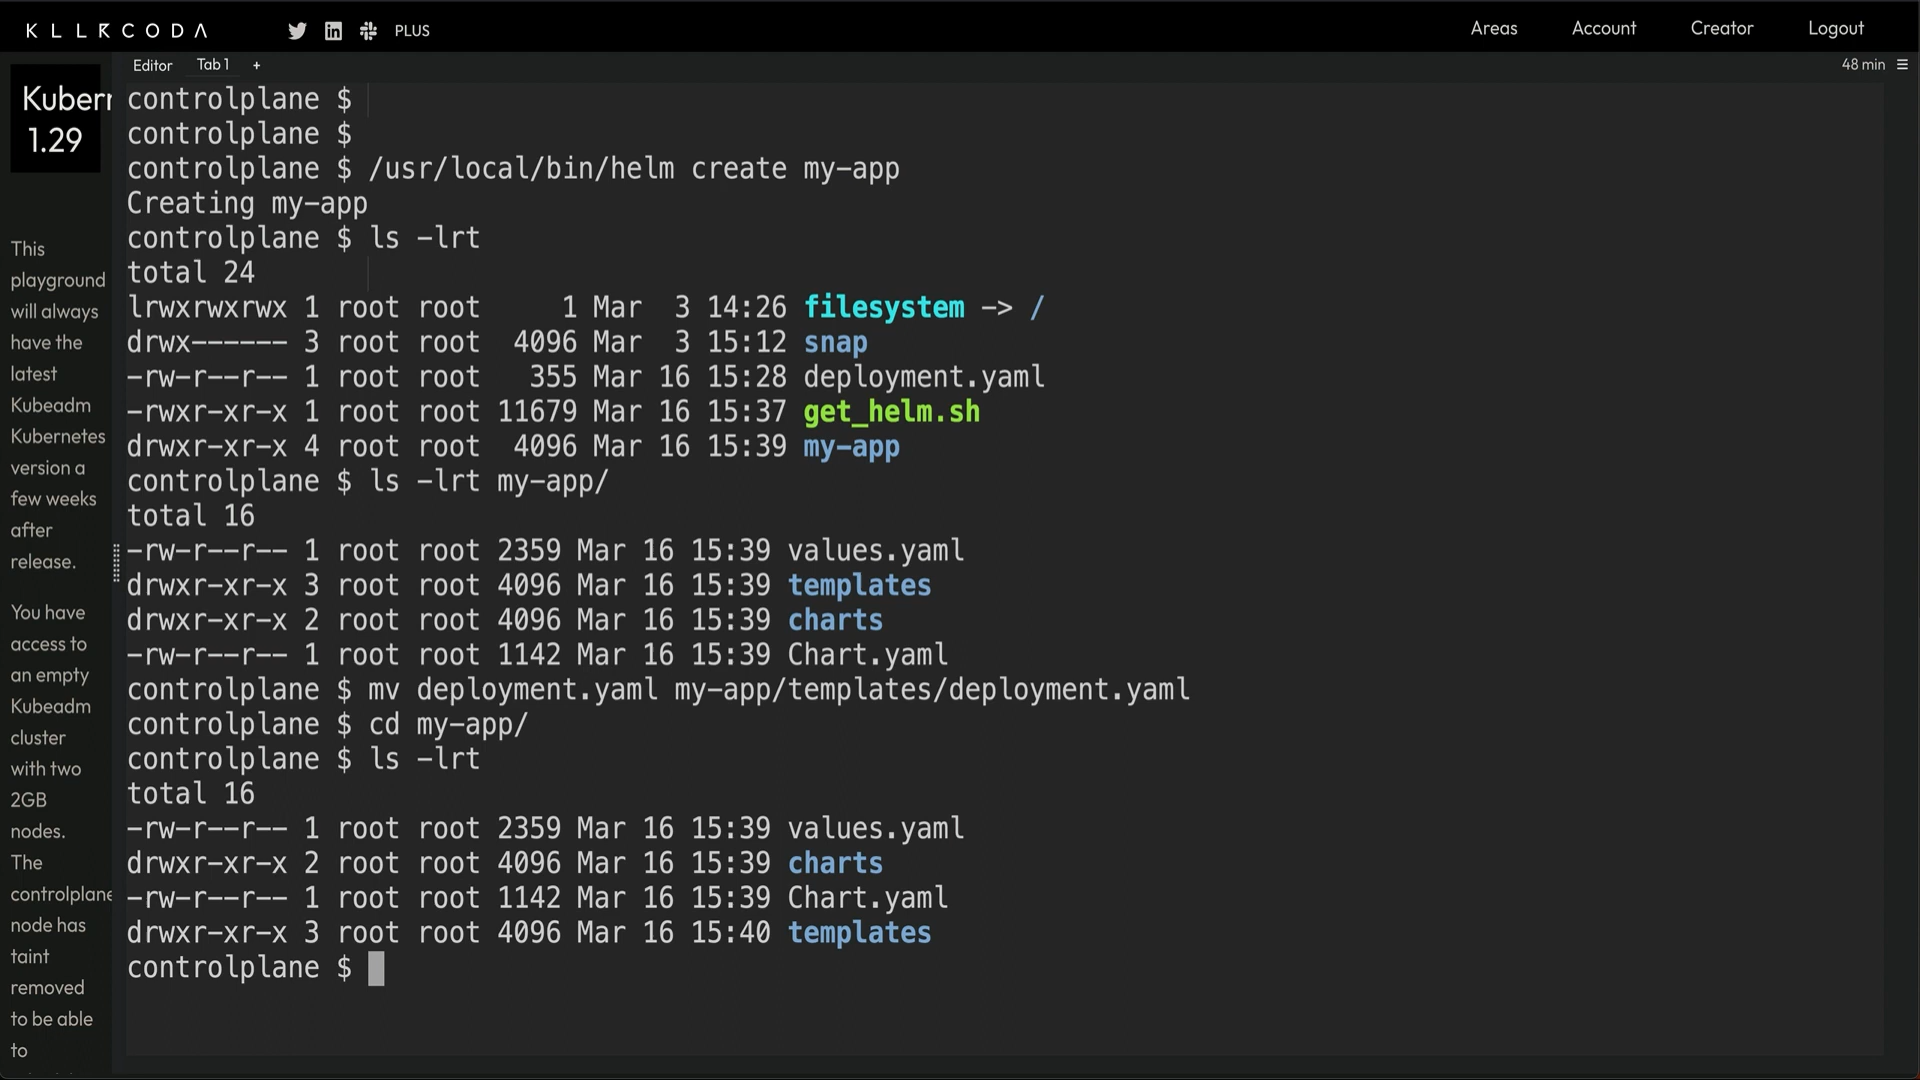 KILLERCODA
PLUS
Areas
Account
Creator
Logout
Editor
Tab 1
+
48 min
Kubern
1.29
This
playground
will always
have the
latest
Kubeadm
Kubernetes
version a
few weeks
after
release.
You have
access to
an empty
Kubeadm
cluster
with two
2GB
nodes.
The
controlplane
node has
taint
removed
to be able
to
controlplane $
controlplane $
controlplane $ /usr/local/bin/helm create my-app
Creating my-app
controlplane $ ls -lrt
total 24
lrwxrwxrwx 1 root root     1 Mar  3 14:26 filesystem -> /
drwx------ 3 root root  4096 Mar  3 15:12 snap
-rw-r--r-- 1 root root   355 Mar 16 15:28 deployment.yaml
-rwxr-xr-x 1 root root 11679 Mar 16 15:37 get_helm.sh
drwxr-xr-x 4 root root  4096 Mar 16 15:39 my-app
controlplane $ ls -lrt my-app/
total 16
-rw-r--r-- 1 root root 2359 Mar 16 15:39 values.yaml
drwxr-xr-x 3 root root 4096 Mar 16 15:39 templates
drwxr-xr-x 2 root root 4096 Mar 16 15:39 charts
-rw-r--r-- 1 root root 1142 Mar 16 15:39 Chart.yaml
controlplane $ mv deployment.yaml my-app/templates/deployment.yaml
controlplane $ cd my-app/
controlplane $ ls -lrt
total 16
-rw-r--r-- 1 root root 2359 Mar 16 15:39 values.yaml
drwxr-xr-x 2 root root 4096 Mar 16 15:39 charts
-rw-r--r-- 1 root root 1142 Mar 16 15:39 Chart.yaml
drwxr-xr-x 3 root root 4096 Mar 16 15:40 templates
controlplane $